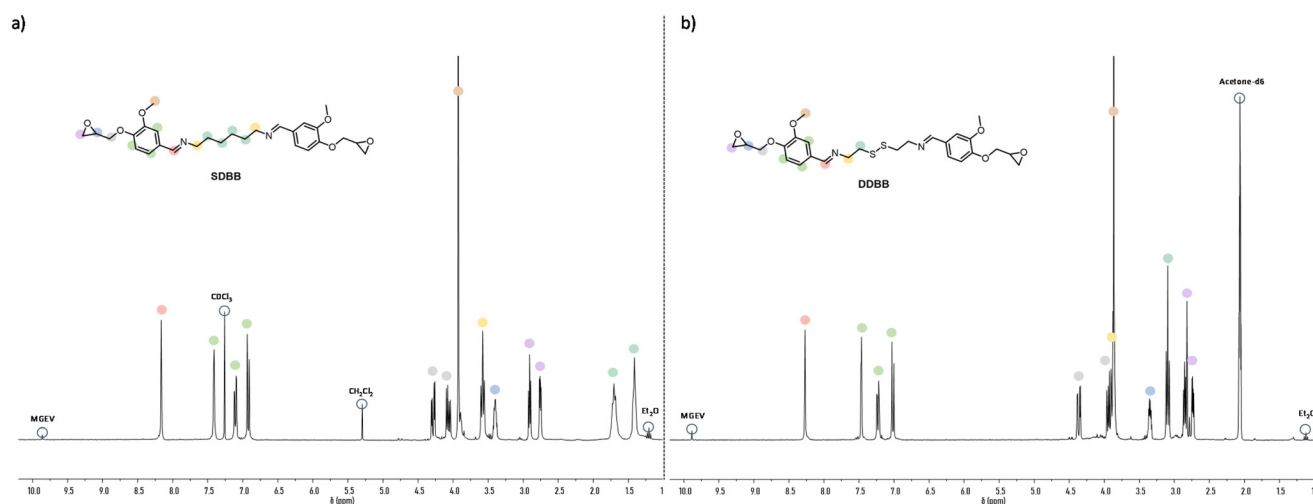 a)
b)
O
O
O
N
N
O
O
O
SDBB
O
O
O
N
S
S
N
O
O
O
DDBB
Acetone-d6
CDCl3
CH2Cl2
MGEV
Et2O
MGEV
Et2O
10.0 9.5 9.0 8.5 8.0 7.5 7.0 6.5 6.0 5.5 5.0 4.5 4.0 3.5 3.0 2.5 2.0 1.5 1
δ (ppm)
10.0 9.5 9.0 8.5 8.0 7.5 7.0 6.5 6.0 5.5 5.0 4.5 4.0 3.5 3.0 2.5 2.0 1.5 1.
δ (ppm)